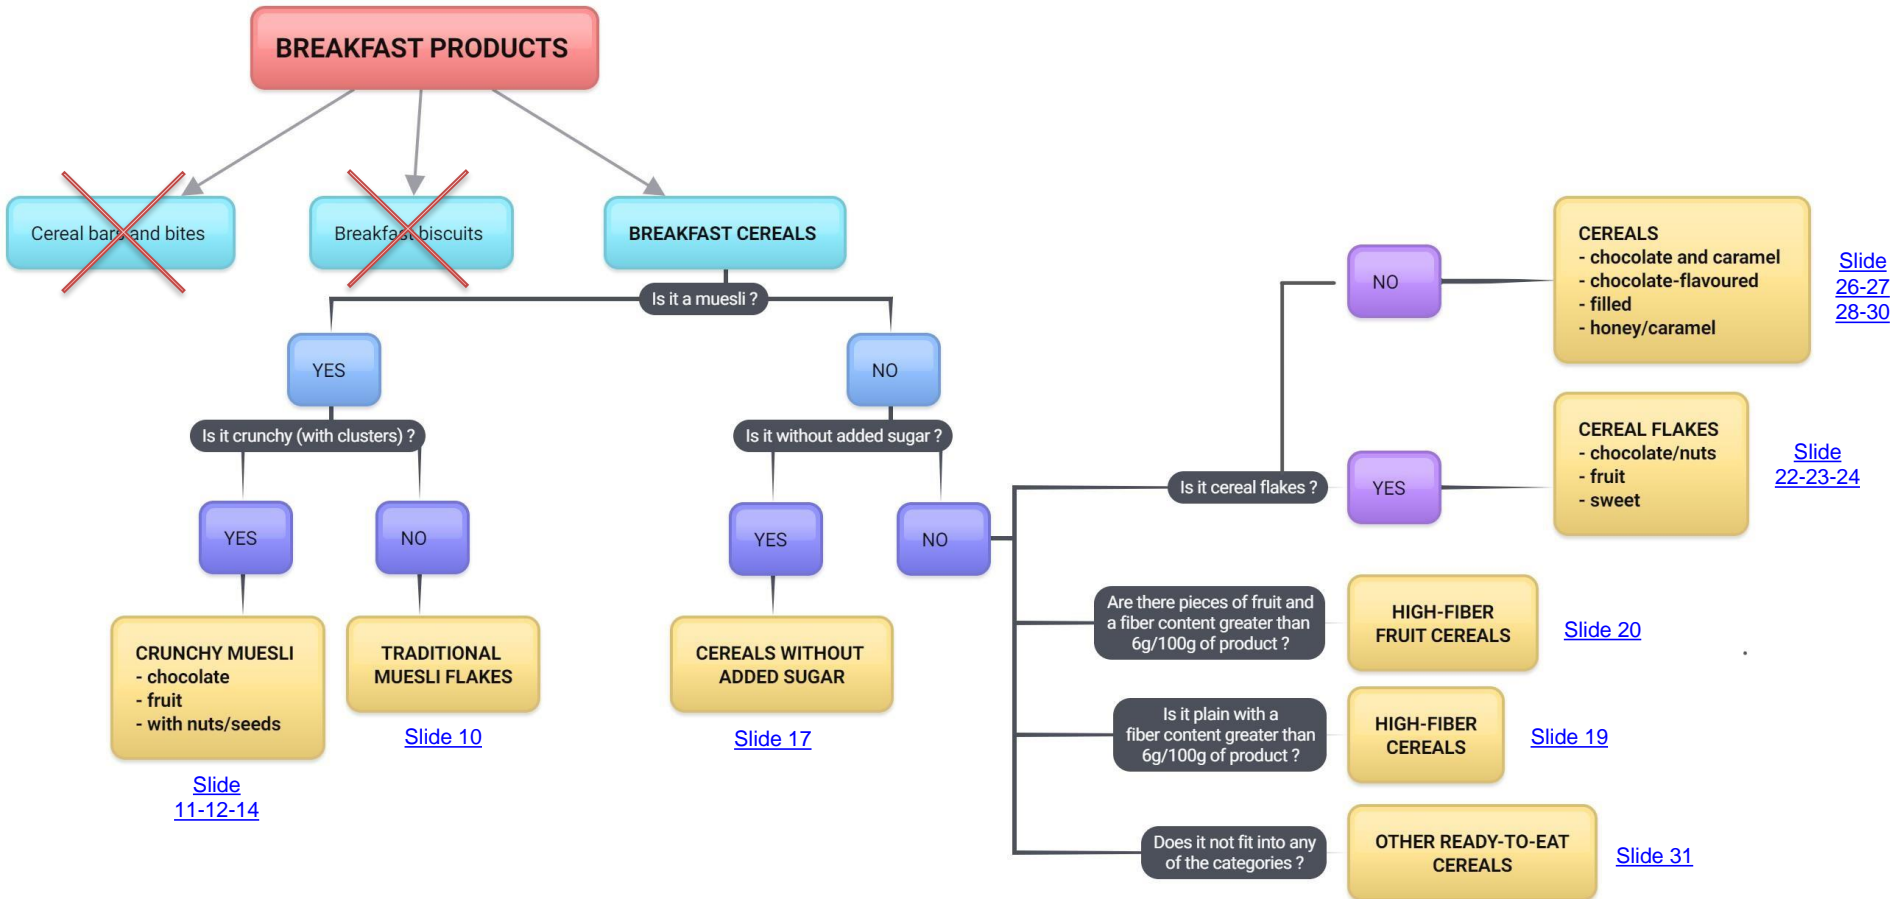 BREAKFAST PRODUCTS
Cereal bars and bites
Breakfast biscuits
BREAKFAST CEREALS
Is it a muesli ?
YES
NO
Is it crunchy (with clusters) ?
Is it without added sugar ?
YES
NO
YES
NO
CRUNCHY MUESLI
- chocolate
- fruit
- with nuts/seeds
Slide
11-12-14
TRADITIONAL
MUESLI FLAKES
Slide 10
CEREALS WITHOUT
ADDED SUGAR
Slide 17
Is it cereal flakes ?
NO
CEREALS
- chocolate and caramel
- chocolate-flavoured
- filled
- honey/caramel
Slide
26-27
28-30
YES
CEREAL FLAKES
- chocolate/nuts
- fruit
- sweet
Slide
22-23-24
Are there pieces of fruit and
a fiber content greater than
6g/100g of product ?
HIGH-FIBER
FRUIT CEREALS
Slide 20
Is it plain with a
fiber content greater than
6g/100g of product ?
HIGH-FIBER
CEREALS
Slide 19
Does it not fit into any
of the categories ?
OTHER READY-TO-EAT
CEREALS
Slide 31